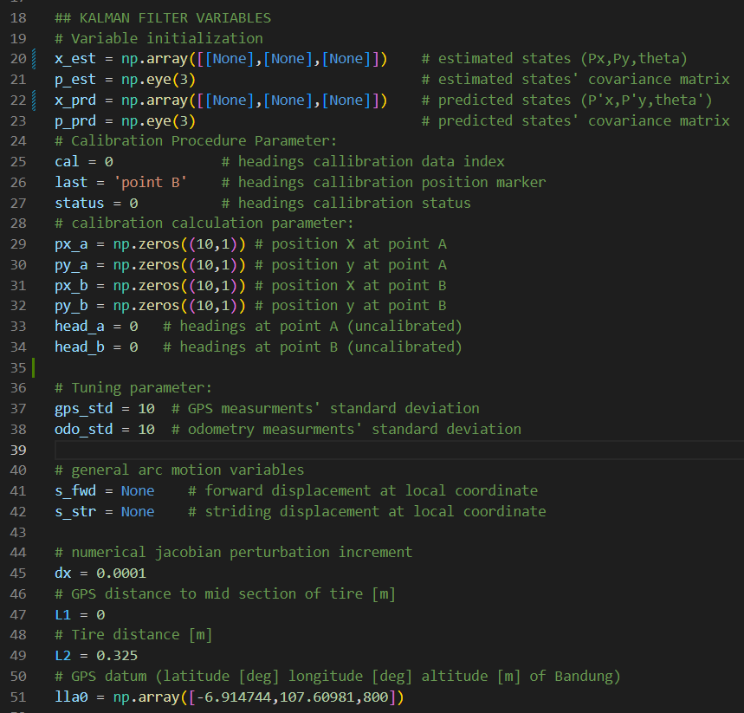 18 ## KALMAN FILTER VARIABLES
19 # Variable initialization
20 x_est = np.array([[None],[None],[None]]) # estimated states (Px,Py,theta)
21 p_est = np.eye(3) # estimated states' covariance matrix
22 x_prd = np.array([[None],[None],[None]]) # predicted states (P'x,P'y,theta')
23 p_prd = np.eye(3) # predicted states' covariance matrix
24 # Calibration Procedure Parameter:
25 cal = 0 # headings callibration data index
26 last = 'point B' # headings callibration position marker
27 status = 0 # headings callibration status
28 # calibration calculation parameter:
29 px_a = np.zeros((10,1)) # position X at point A
30 py_a = np.zeros((10,1)) # position y at point A
31 px_b = np.zeros((10,1)) # position X at point B
32 py_b = np.zeros((10,1)) # position y at point B
33 head_a = 0 # headings at point A (uncalibrated)
34 head_b = 0 # headings at point B (uncalibrated)
35
36 # Tuning parameter:
37 gps_std = 10 # GPS measurments' standard deviation
38 odo_std = 10 # odometry measurments' standard deviation
39
40 # general arc motion variables
41 s_fwd = None # forward displacement at local coordinate
42 s_str = None # striding displacement at local coordinate
43
44 # numerical jacobian perturbation increment
45 dx = 0.0001
46 # GPS distance to mid section of tire [m]
47 L1 = 0
48 # Tire distance [m]
49 L2 = 0.325
50 # GPS datum (latitude [deg] longitude [deg] altitude [m] of Bandung)
51 lla0 = np.array([-6.914744,107.60981,800])